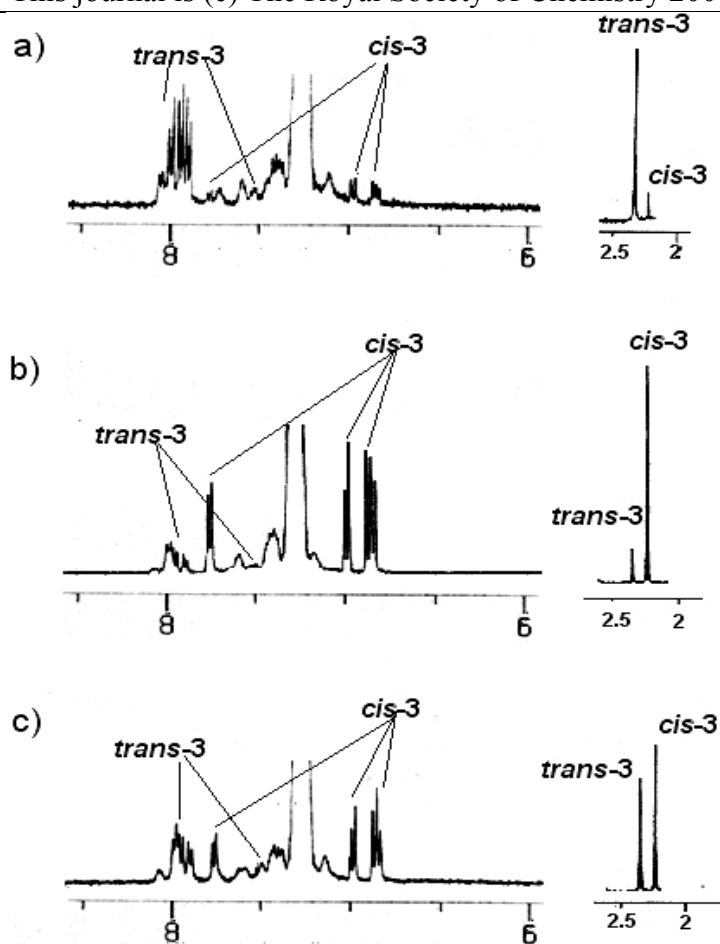 This journal is (c) The Royal Society of Chemistry 200
a)
trans-3
cis-3
trans-3
cis-3
8
6
2.5
2
b)
cis-3
trans-3
cis-3
trans-3
8
6
2.5
2
c)
cis-3
trans-3
cis-3
trans-3
8
6
2.5
2